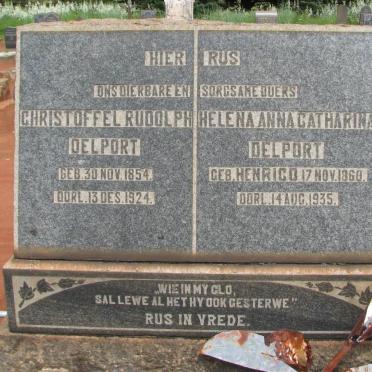 HIER RUS
ONS DIERBARE EN SORGSAME OUERS
CHRISTOFFEL RUDOLPH
DELPORT
GEB. 30 NOV. 1854.
OORL. 13 DES. 1924.
HELENA ANNA CATHARINA
DELPORT
GEB. HENRICO 17 NOV. 1860.
OORL. 14 AUG. 1935.
„WIE IN MY GLO,
SAL LEWE AL HET HY OOK GESTERWE"
RUS IN VREDE.